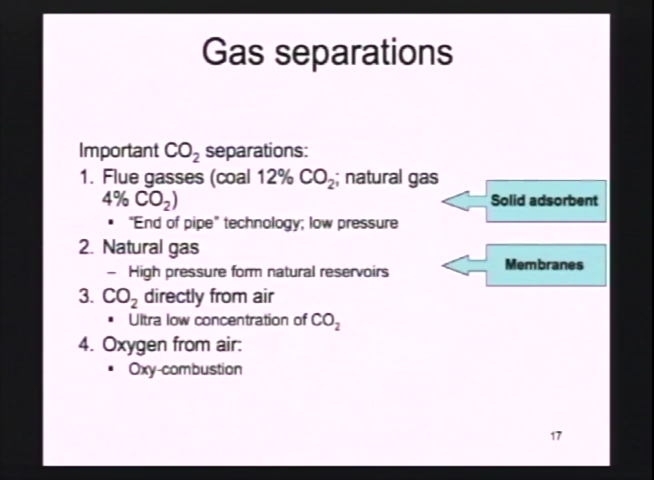 Gas separations
Important CO₂ separations:
1. Flue gasses (coal 12% CO₂; natural gas
4% CO₂)
▪ "End of pipe" technology; low pressure
Solid adsorbent
2. Natural gas
– High pressure form natural reservoirs
Membranes
3. CO₂ directly from air
▪ Ultra low concentration of CO₂
4. Oxygen from air:
▪ Oxy-combustion
17